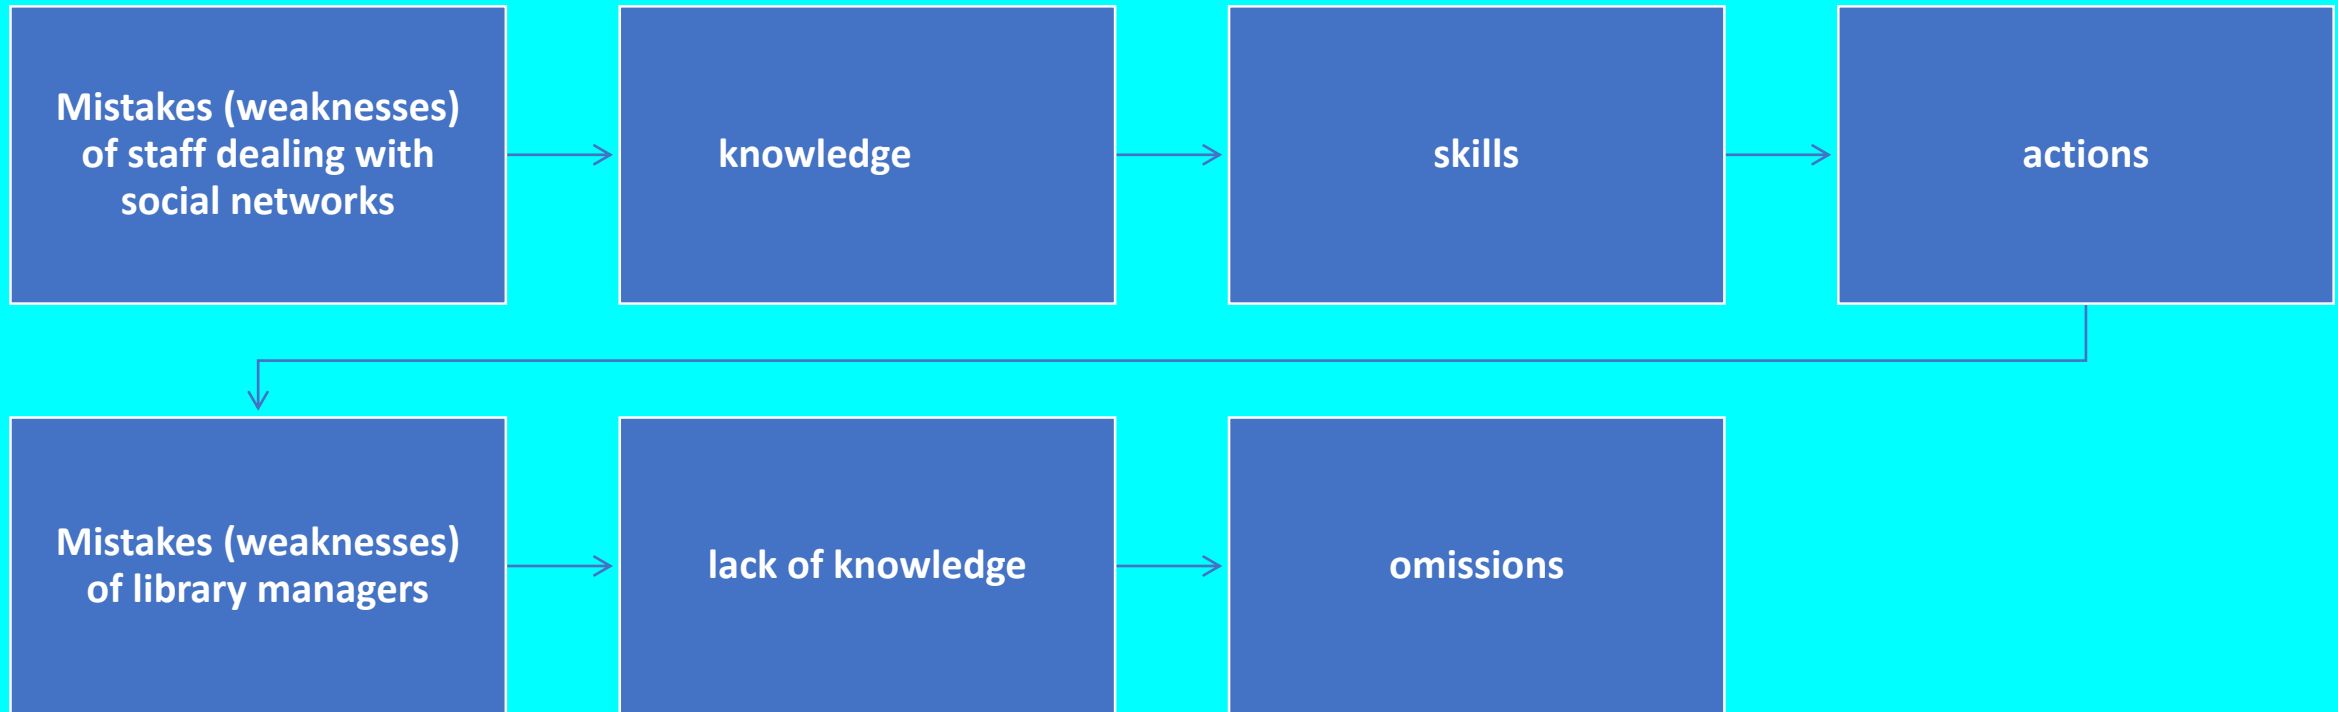 Mistakes (weaknesses)
of staff dealing with
social networks
knowledge
skills
actions
Mistakes (weaknesses)
of library managers
lack of knowledge
omissions